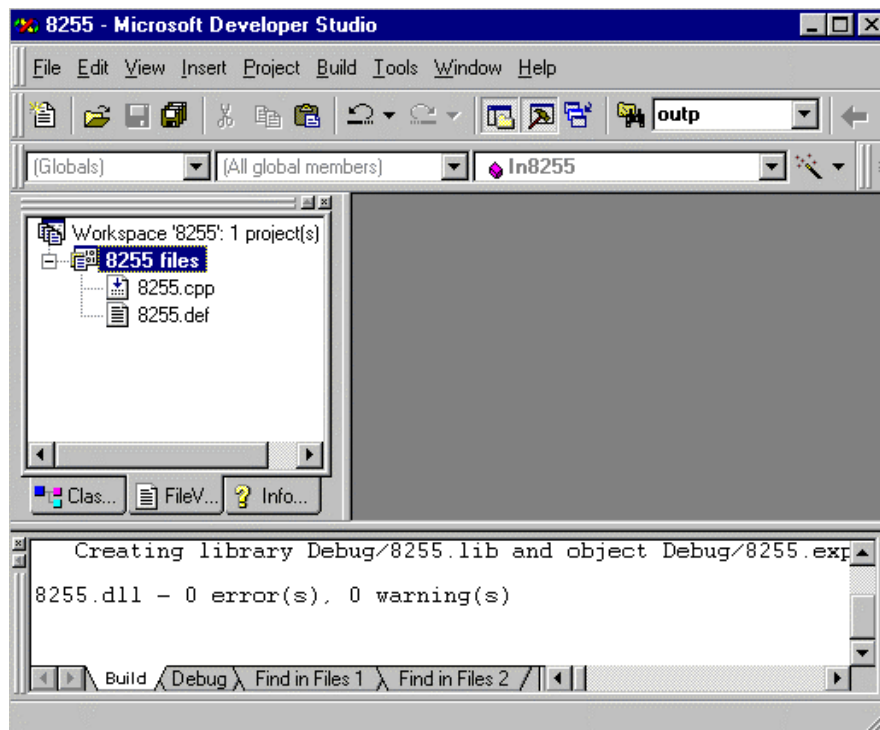 8255 - Microsoft Developer Studio
File Edit View Insert Project Build Tools Window Help
outp
(Globals) (All global members) In8255
Workspace '8255': 1 project(s)
8255 files
8255.cpp
8255.def
Clas... FileV... Info...
Creating library Debug/8255.lib and object Debug/8255.exp
8255.dll - 0 error(s), 0 warning(s)
Build Debug Find in Files 1 Find in Files 2